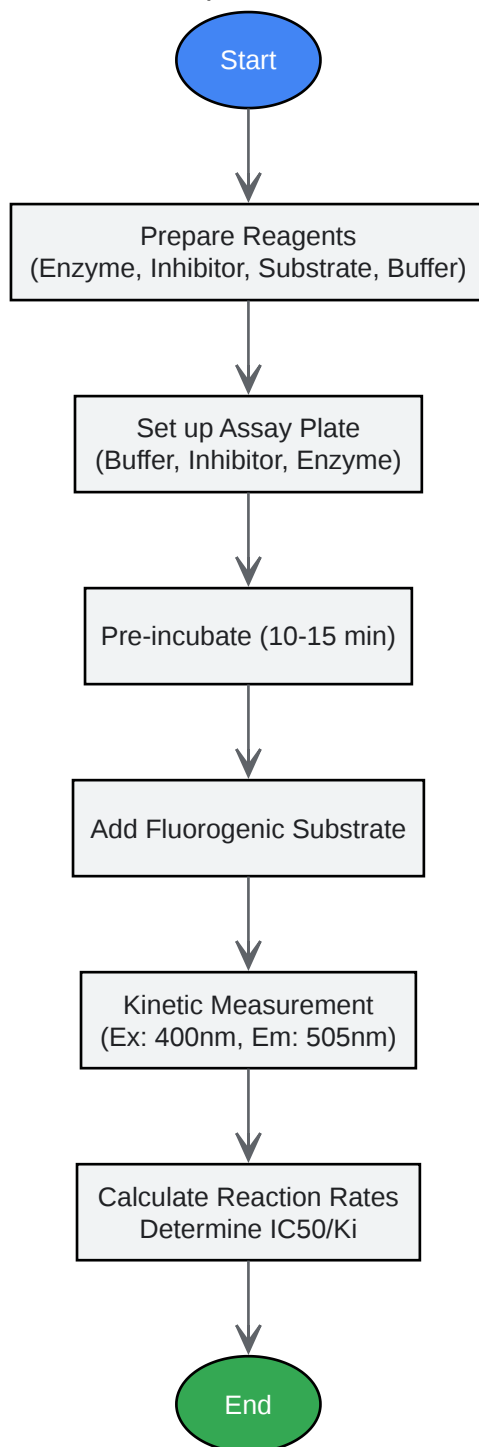 Start
Prepare Reagents
(Enzyme, Inhibitor, Substrate, Buffer)
Set up Assay Plate
(Buffer, Inhibitor, Enzyme)
Pre-incubate (10-15 min)
Add Fluorogenic Substrate
Kinetic Measurement
(Ex: 400nm, Em: 505nm)
Calculate Reaction Rates
Determine IC50/Ki
End